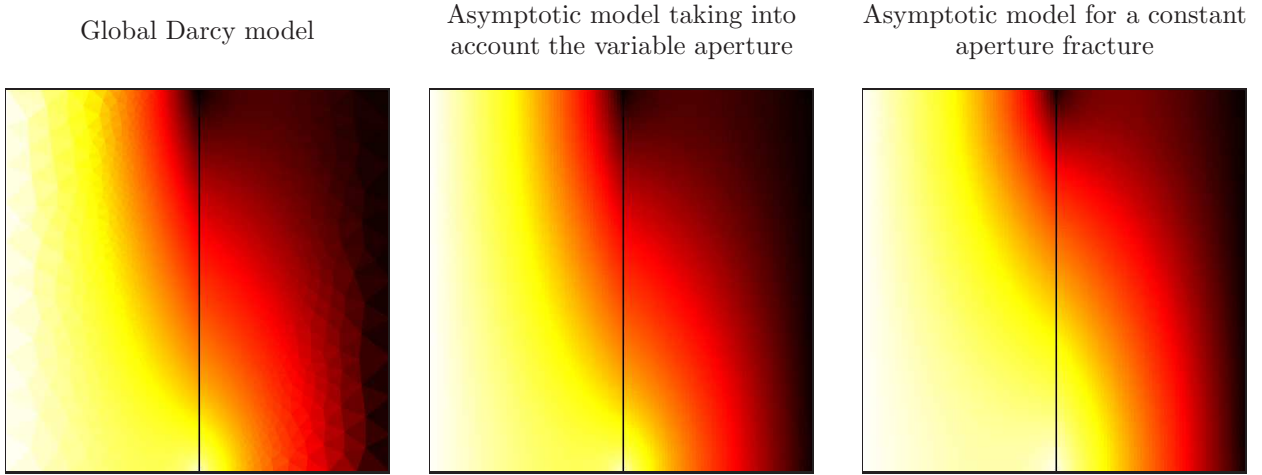 Global Darcy model
Asymptotic model taking into
account the variable aperture
Asymptotic model for a constant
aperture fracture